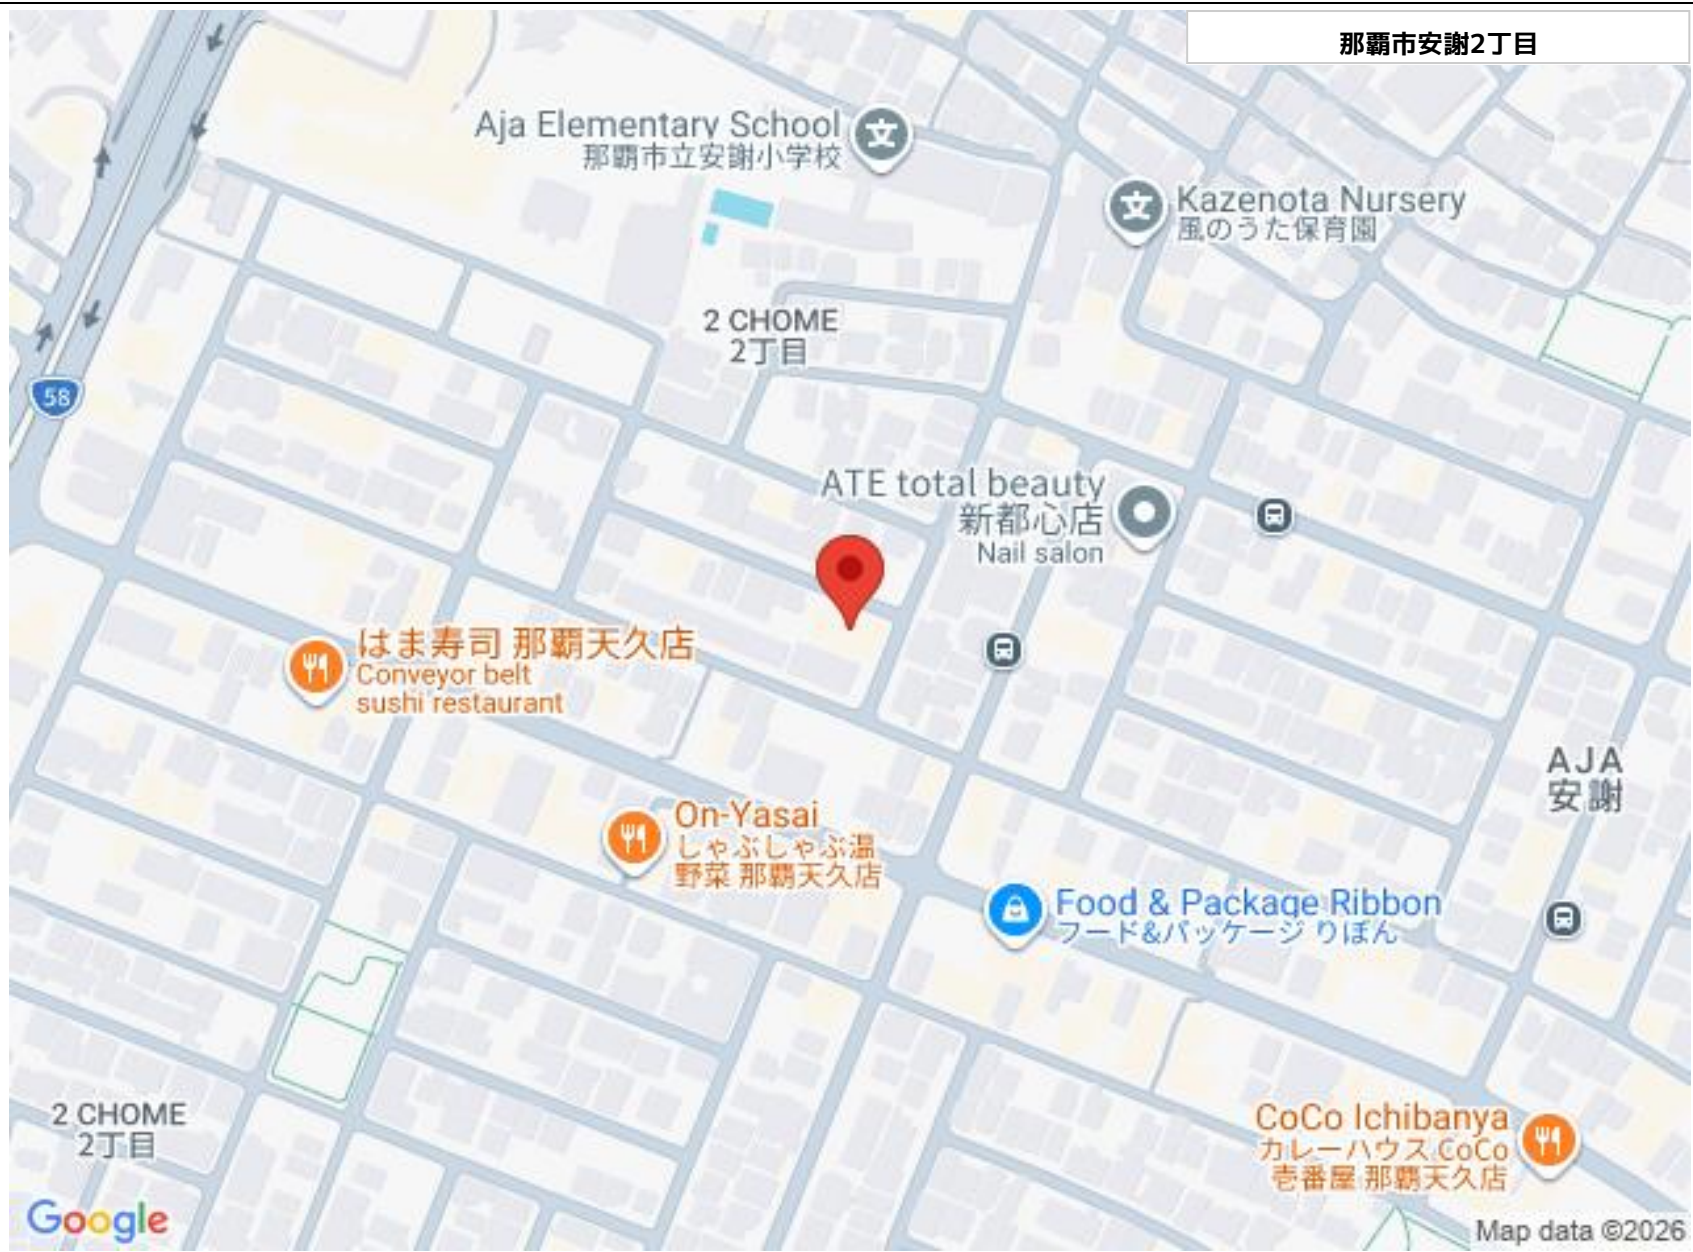 那覇市安謝2丁目
Aja Elementary School
那覇市立安謝小学校
Kazenota Nursery
風のうた保育園
2 CHOME
2丁目
58
ATE total beauty
新都心店
Nail salon
はま寿司 那覇天久店
Conveyor belt
sushi restaurant
AJA
安謝
On-Yasai
しゃぶしゃぶ温
野菜 那覇天久店
Food & Package Ribbon
フード&パッケージ りぼん
2 CHOME
2丁目
CoCo Ichibanya
カレーハウス CoCo
壱番屋 那覇天久店
Google
Map data ©2026